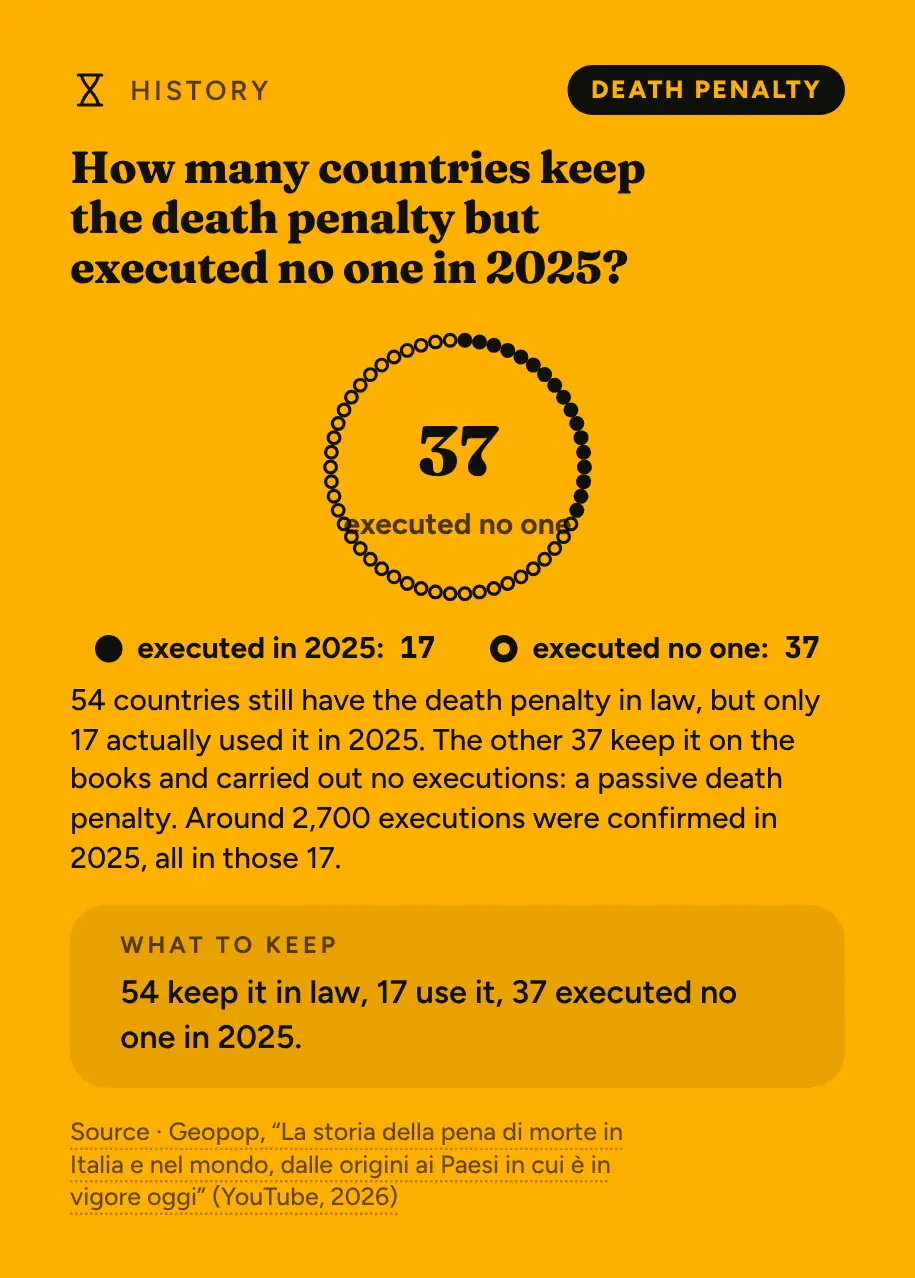 HISTORY
DEATH PENALTY
How many countries keep
the death penalty but
executed no one in 2025?
37
executed no one
executed in 2025: 17
executed no one: 37
54 countries still have the death penalty in law, but only
17 actually used it in 2025. The other 37 keep it on the
books and carried out no executions: a passive death
penalty. Around 2,700 executions were confirmed in
2025, all in those 17.
WHAT TO KEEP
54 keep it in law, 17 use it, 37 executed no
one in 2025.
Source · Geopop, “La storia della pena di morte in
Italia e nel mondo, dalle origini ai Paesi in cui è in
vigore oggi” (YouTube, 2026)